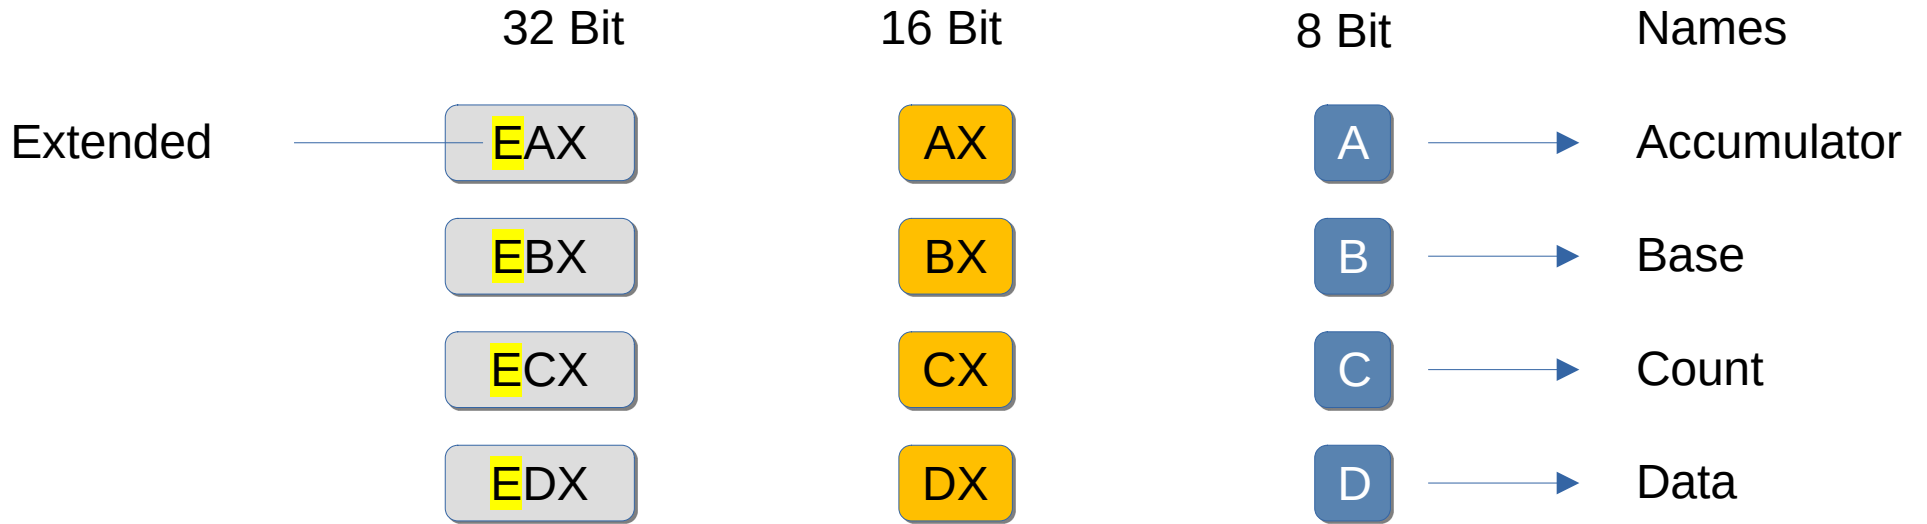 32 Bit 16 Bit 8 Bit Names
Extended EAX AX A Accumulator
EBX BX B Base
ECX CX C Count
EDX DX D Data